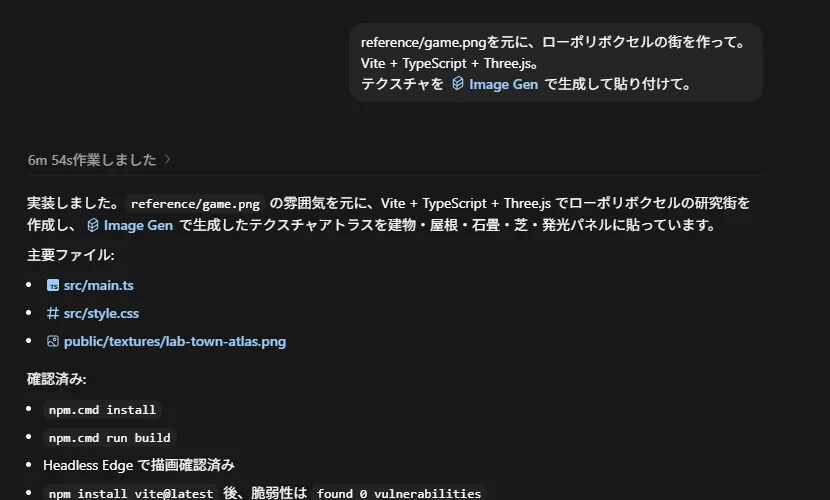 reference/game.pngを元に、ローポリボクセルの街を作って。
Vite + TypeScript + Three.js。
テクスチャを Image Gen で生成して貼り付けて。
6m 54s作業しました
実装しました。reference/game.png の雰囲気を元に、Vite + TypeScript + Three.js でローポリボクセルの研究街を
作成し、 Image Gen で生成したテクスチャアトラスを建物・屋根・石畳・芝・発光パネルに貼っています。
主要ファイル:
• TS src/main.ts
• # src/style.css
• public/textures/lab-town-atlas.png
確認済み:
• npm.cmd install
• npm.cmd run build
• Headless Edge で描画確認済み
• npm install vite@latest 後、脆弱性は found 0 vulnerabilities